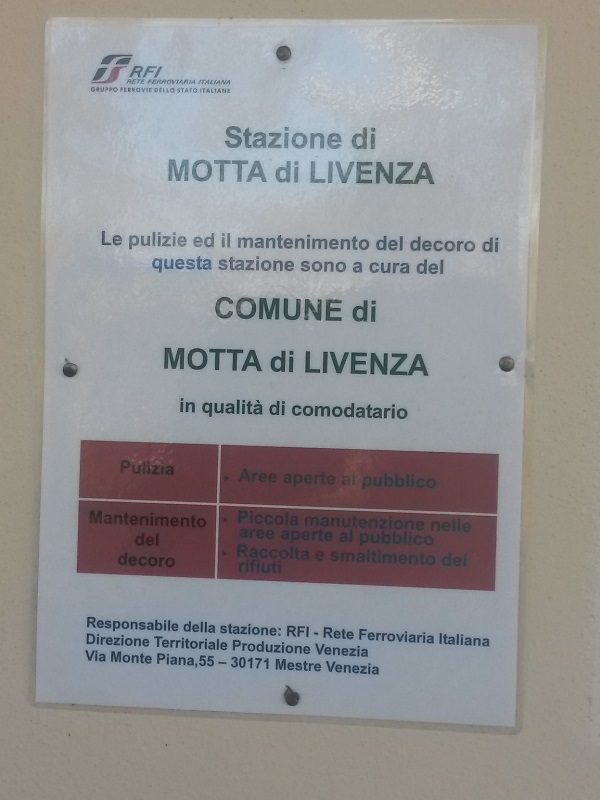 RFI
RETE FERROVIARIA ITALIANA
GRUPPO FERROVIE DELLO STATO ITALIANE
Stazione di
MOTTA di LIVENZA
Le pulizie ed il mantenimento del decoro di
questa stazione sono a cura del
COMUNE di
MOTTA di LIVENZA
in qualità di comodatario
Pulizia
• Aree aperte al pubblico
Mantenimento
del
decoro
• Piccola manutenzione nelle
aree aperte al pubblico
• Raccolta e smaltimento dei
rifiuti
Responsabile della stazione: RFI - Rete Ferroviaria Italiana
Direzione Territoriale Produzione Venezia
Via Monte Piana,55 – 30171 Mestre Venezia